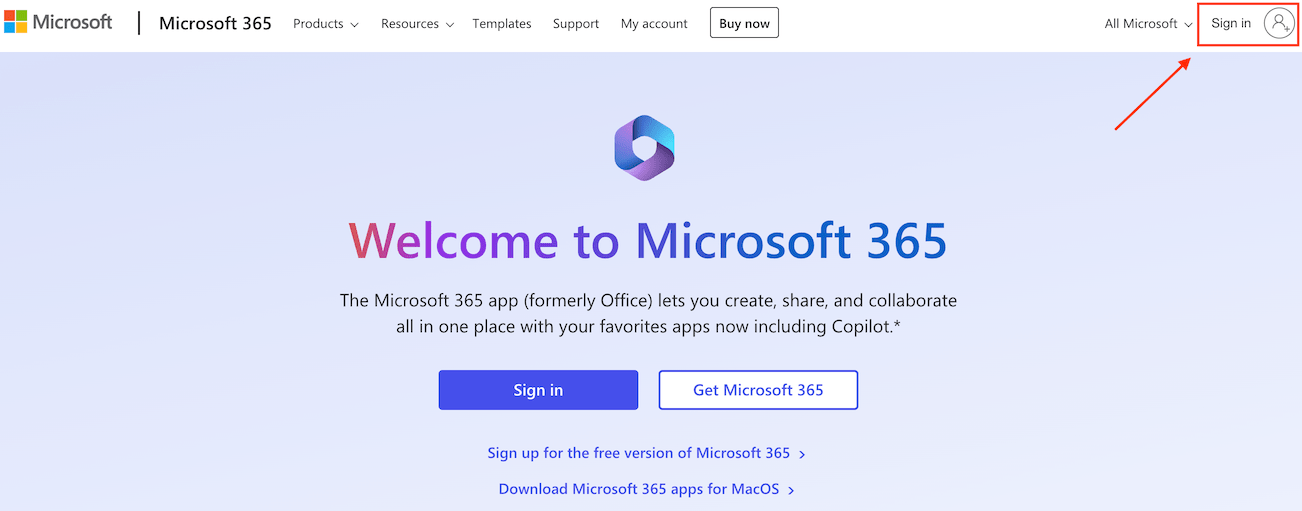 Microsoft Microsoft 365 Products Resources Templates Support My account Buy now All Microsoft Sign in
Welcome to Microsoft 365
The Microsoft 365 app (formerly Office) lets you create, share, and collaborate
all in one place with your favorites apps now including Copilot.*
Sign in Get Microsoft 365
Sign up for the free version of Microsoft 365 >
Download Microsoft 365 apps for MacOS >